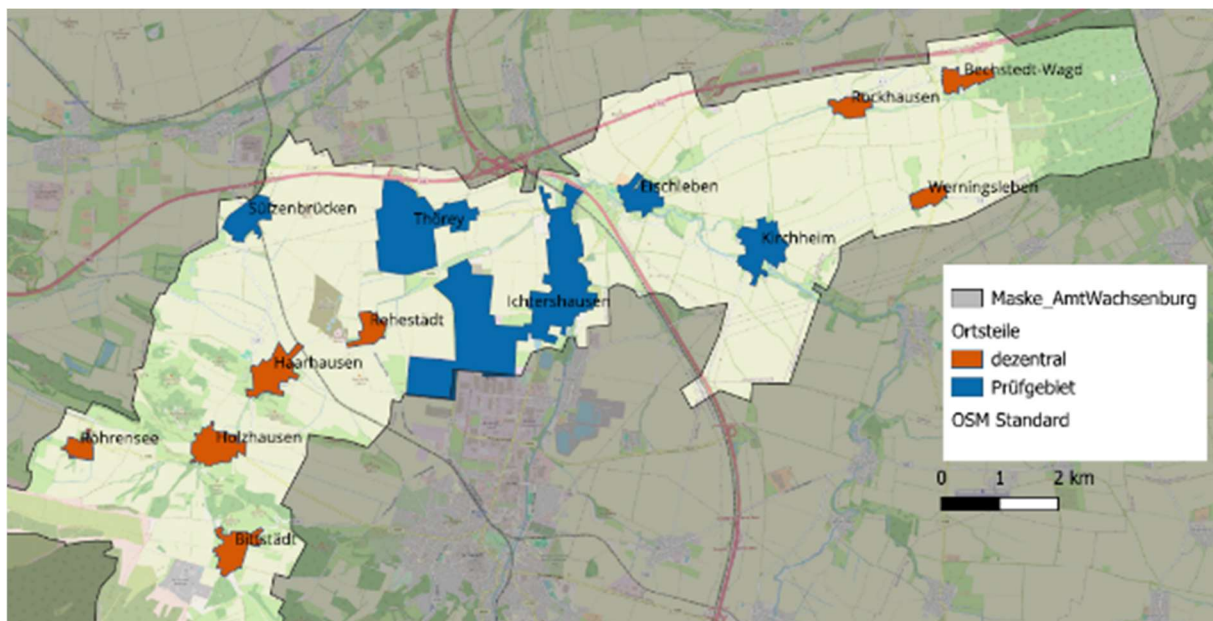 Bechstedt-Wagd
Rockhausen
Eischleben
Werningsleben
Sülzenbrücken
Thörey
Kirchheim
Ichtershausen
Rehestädt
Haarhausen
Röhrensee
Holzhausen
Bittstädt
Maske_AmtWachsenburg
Ortsteile
dezentral
Prüfgebiet
OSM Standard
0 1 2 km